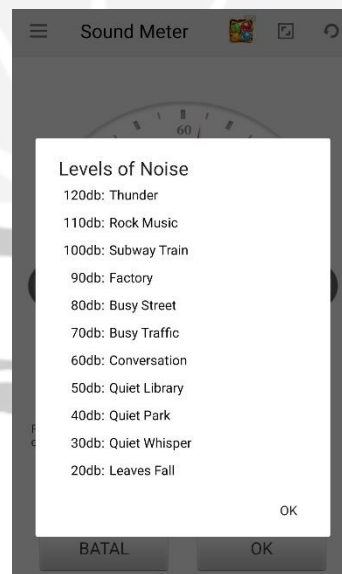 Sound Meter
60
Levels of Noise
120db: Thunder
110db: Rock Music
100db: Subway Train
90db: Factory
80db: Busy Street
70db: Busy Traffic
60db: Conversation
50db: Quiet Library
40db: Quiet Park
30db: Quiet Whisper
20db: Leaves Fall
OK
BATAL OK